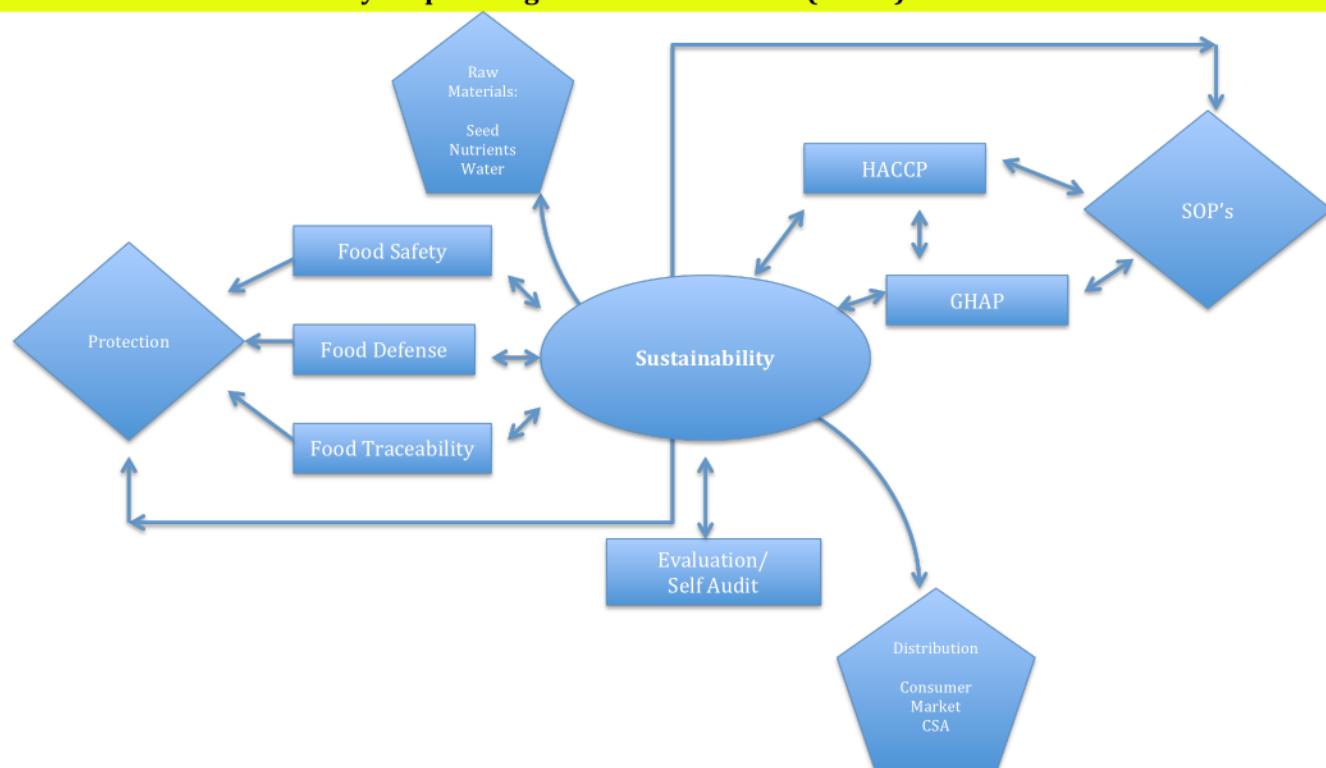 Raw
Materials:
Seed
Nutrients
Water
HACCP
SOP's
Food Safety
GHAP
Protection
Food Defense
Sustainability
Food Traceability
Evaluation/
Self Audit
Distribution
Consumer
Market
CSA